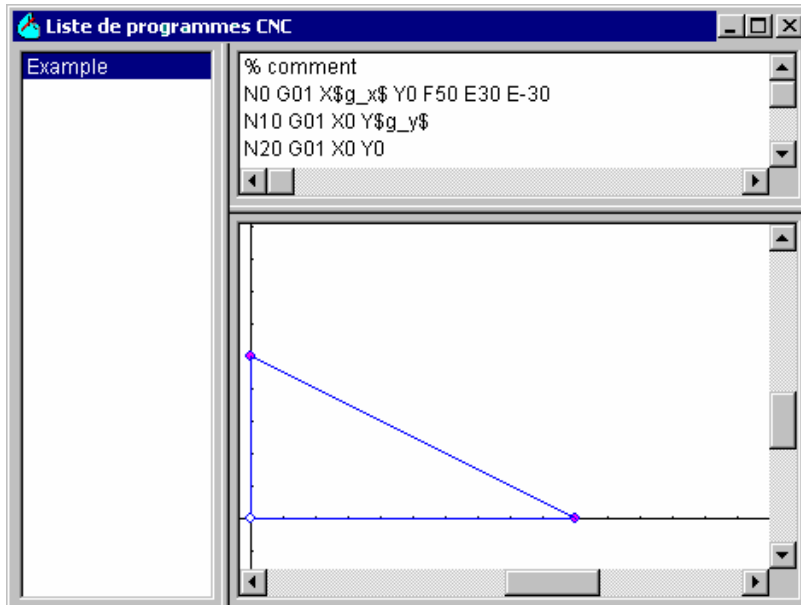 Liste de programmes CNC
Example
% comment
N0 G01 X$g_x$ Y0 F50 E30 E-30
N10 G01 X0 Y$g_y$
N20 G01 X0 Y0